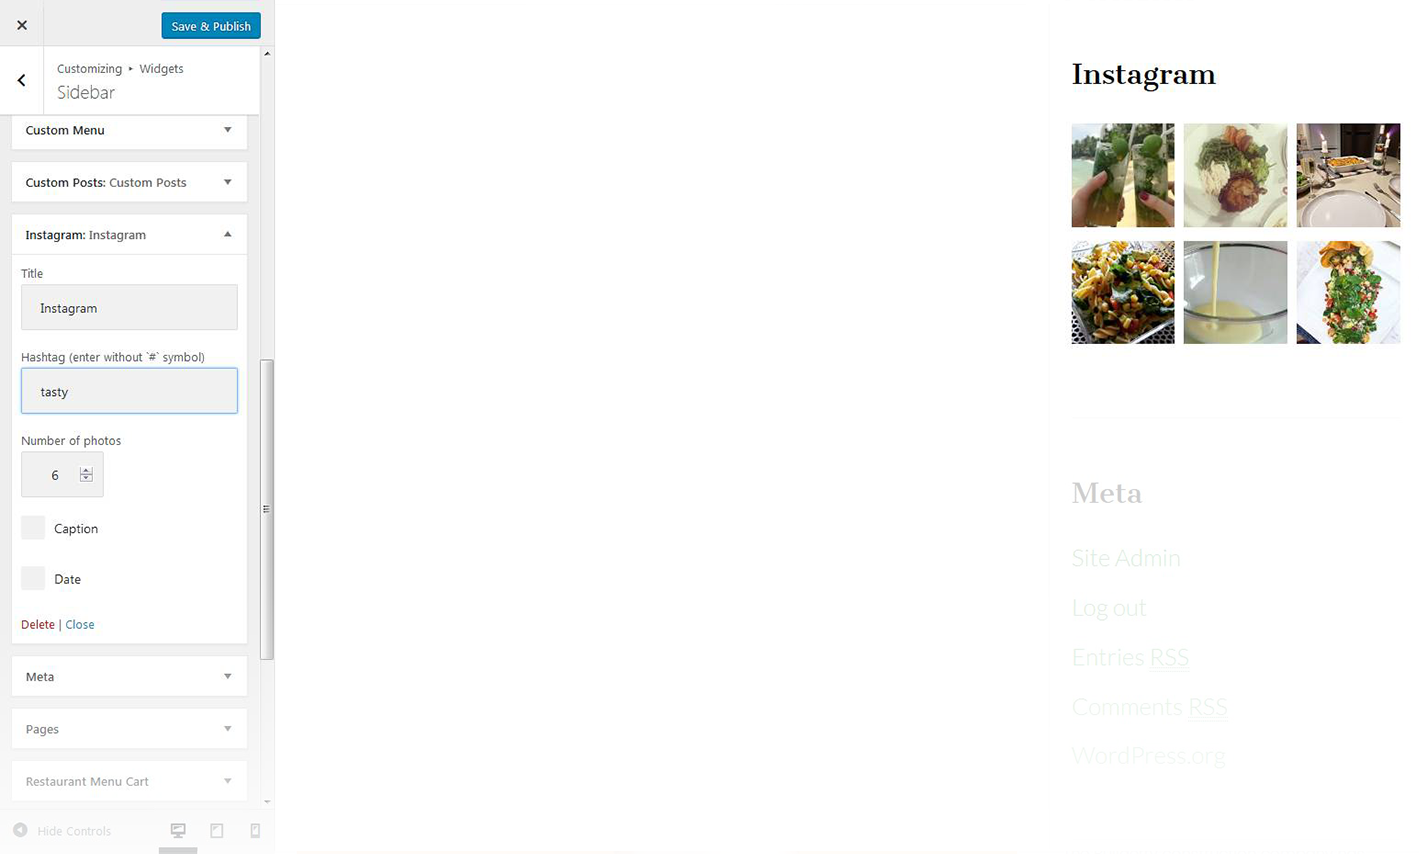 Save & Publish
Customizing ▸ Widgets
Sidebar
Custom Menu
Custom Posts: Custom Posts
Instagram: Instagram
Title
Instagram
Hashtag (enter without `#` symbol)
tasty
Number of photos
6
Caption
Date
Delete | Close
Meta
Pages
Restaurant Menu Cart
Hide Controls
Instagram
Meta
Site Admin
Log out
Entries RSS
Comments RSS
WordPress.org